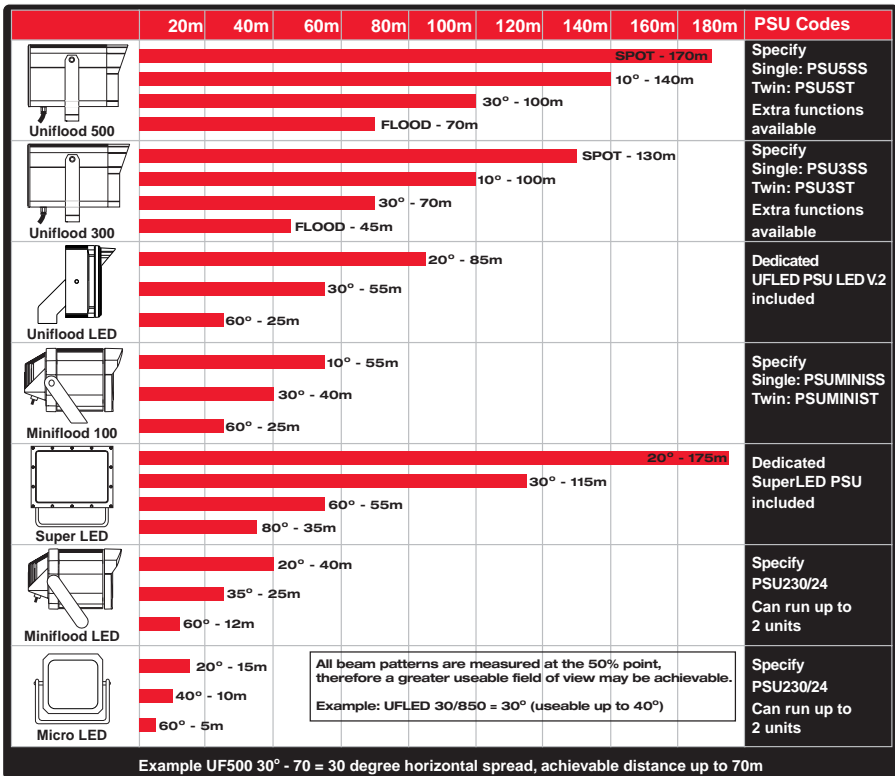 20m 40m 60m 80m 100m 120m 140m 160m 180m PSU Codes
SPOT - 170m
10° - 140m
30° - 100m
FLOOD - 70m
Uniflood 500
Specify
Single: PSU5SS
Twin: PSU5ST
Extra functions
available
SPOT - 130m
10° - 100m
30° - 70m
FLOOD - 45m
Uniflood 300
Specify
Single: PSU3SS
Twin: PSU3ST
Extra functions
available
20° - 85m
30° - 55m
60° - 25m
Uniflood LED
Dedicated
UFLED PSU LED V.2
included
10° - 55m
30° - 40m
60° - 25m
Miniflood 100
Specify
Single: PSUMINISS
Twin: PSUMINIST
20° - 175m
30° - 115m
60° - 55m
80° - 35m
Super LED
Dedicated
SuperLED PSU
included
20° - 40m
35° - 25m
60° - 12m
Miniflood LED
Specify
PSU230/24
Can run up to
2 units
20° - 15m
40° - 10m
60° - 5m
Micro LED
All beam patterns are measured at the 50% point,
therefore a greater useable field of view may be achievable.
Example: UFLED 30/850 = 30° (useable up to 40°)
Specify
PSU230/24
Can run up to
2 units
Example UF500 30° - 70 = 30 degree horizontal spread, achievable distance up to 70m